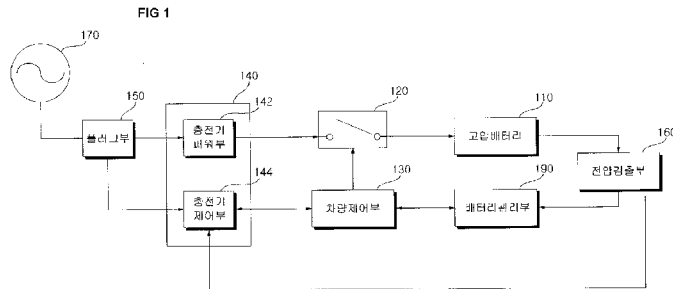 FIG 1
170
150
140
142
120
110
160
플러그부
충전기
파워부
고압배터리
전압검출부
144
130
190
충전기
제어부
차량제어부
배터리관리부